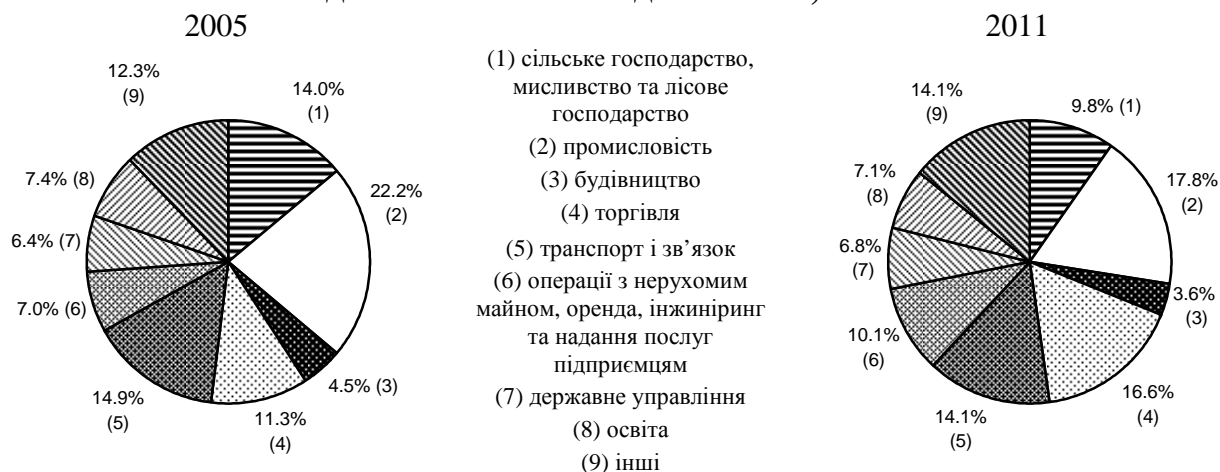 2005
12.3%
(9)
14.0%
(1)
7.4% (8)
22.2%
(2)
6.4% (7)
7.0% (6)
14.9%
(5)
11.3%
(4)
4.5% (3)
(1) сільське господарство,
мисливство та лісове
господарство
(2) промисловість
(3) будівництво
(4) торгівля
(5) транспорт і зв’язок
(6) операції з нерухомим
майном, оренда, інжиніринг
та надання послуг
підприємцям
(7) державне управління
(8) освіта
(9) інші
2011
14.1%
(9)
9.8% (1)
7.1%
(8)
17.8%
(2)
6.8%
(7)
3.6%
(3)
10.1%
(6)
16.6%
(4)
14.1%
(5)